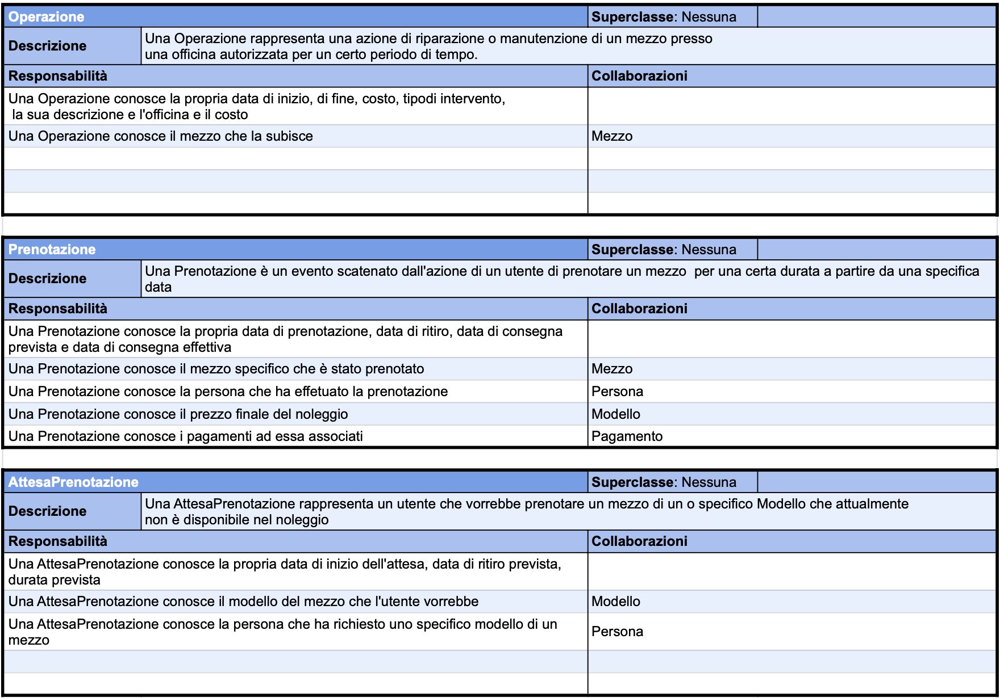 Operazione
Superclasse: Nessuna
Descrizione
Una Operazione rappresenta una azione di riparazione o manutenzione di un mezzo presso
una officina autorizzata per un certo periodo di tempo.
Responsabilità
Collaborazioni
Una Operazione conosce la propria data di inizio, di fine, costo, tipodi intervento,
la sua descrizione e l'officina e il costo
Una Operazione conosce il mezzo che la subisce
Mezzo
Prenotazione
Superclasse: Nessuna
Descrizione
Una Prenotazione è un evento scatenato dall'azione di un utente di prenotare un mezzo  per una certa durata a partire da una specifica
data
Responsabilità
Collaborazioni
Una Prenotazione conosce la propria data di prenotazione, data di ritiro, data di consegna
prevista e data di consegna effettiva
Una Prenotazione conosce il mezzo specifico che è stato prenotato
Mezzo
Una Prenotazione conosce la persona che ha effetuato la prenotazione
Persona
Una Prenotazione conosce il prezzo finale del noleggio
Modello
Una Prenotazione conosce i pagamenti ad essa associati
Pagamento
AttesaPrenotazione
Superclasse: Nessuna
Descrizione
Una AttesaPrenotazione rappresenta un utente che vorrebbe prenotare un mezzo di un o specifico Modello che attualmente
non è disponibile nel noleggio
Responsabilità
Collaborazioni
Una AttesaPrenotazione conosce la propria data di inizio dell'attesa, data di ritiro prevista,
durata prevista
Una AttesaPrenotazione conosce il modello del mezzo che l'utente vorrebbe
Modello
Una AttesaPrenotazione conosce la persona che ha richiesto uno specifico modello di un
mezzo
Persona